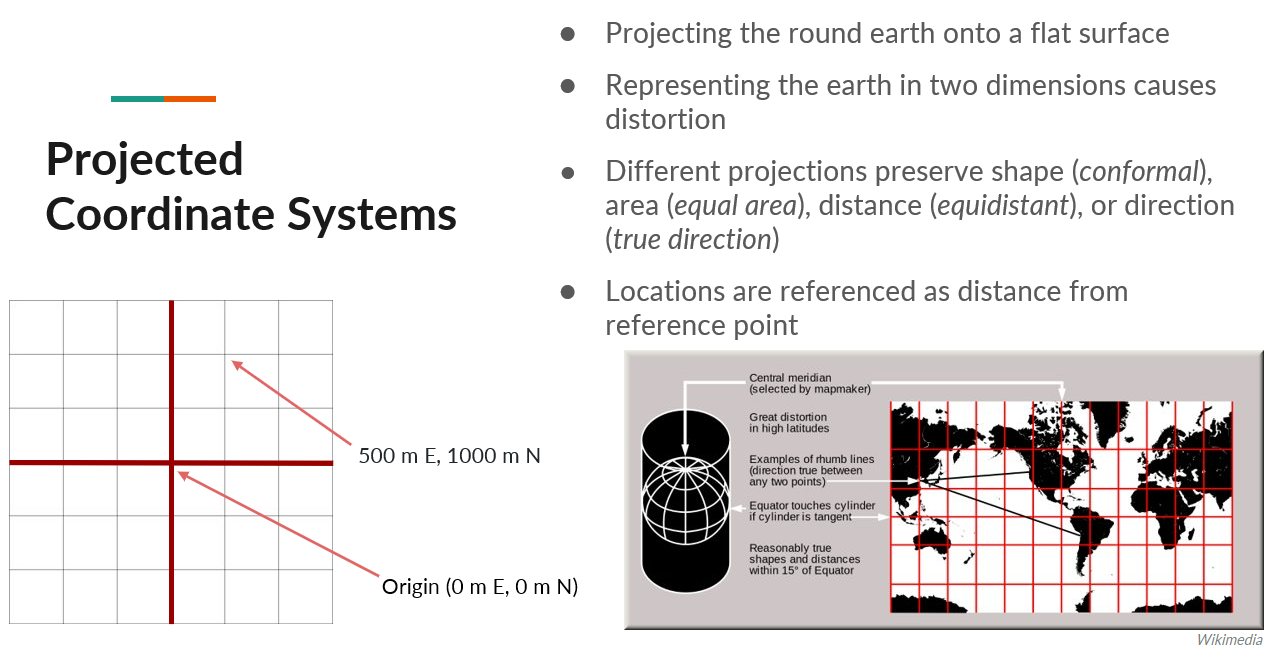 Projected
Coordinate Systems
● Projecting the round earth onto a flat surface
● Representing the earth in two dimensions causes
distortion
● Different projections preserve shape (conformal),
area (equal area), distance (equidistant), or direction
(true direction)
● Locations are referenced as distance from
reference point
500 m E, 1000 m N
Origin (0 m E, 0 m N)
Central meridian
(selected by mapmaker)
Great distortion
in high latitudes
Examples of rhumb lines
(direction true between
any two points)
Equator touches cylinder
if cylinder is tangent
Reasonably true
shapes and distances
within 15° of Equator
Wikimedia